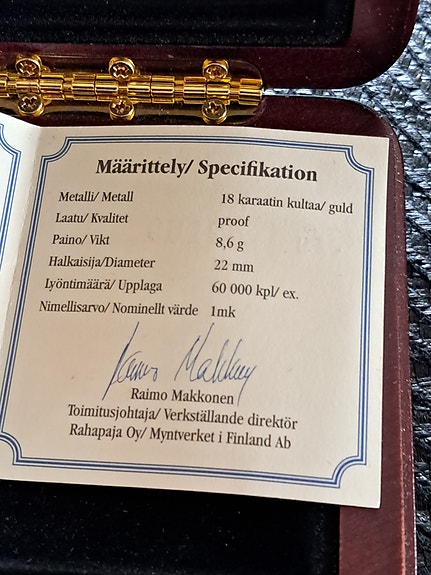 Määrittely/ Specifikation
Metalli/ Metall 18 karaatin kultaa/ guld
Laatu/ Kvalitet proof
Paino/ Vikt 8,6 g
Halkaisija/Diameter 22 mm
Lyöntimäärä/ Upplaga 60 000 kpl/ ex.
Nimellisarvo/ Nominellt värde 1mk
Raimo Makkonen
Raimo Makkonen
Toimitusjohtaja/ Verkställande direktör
Rahapaja Oy/ Myntverket i Finland Ab